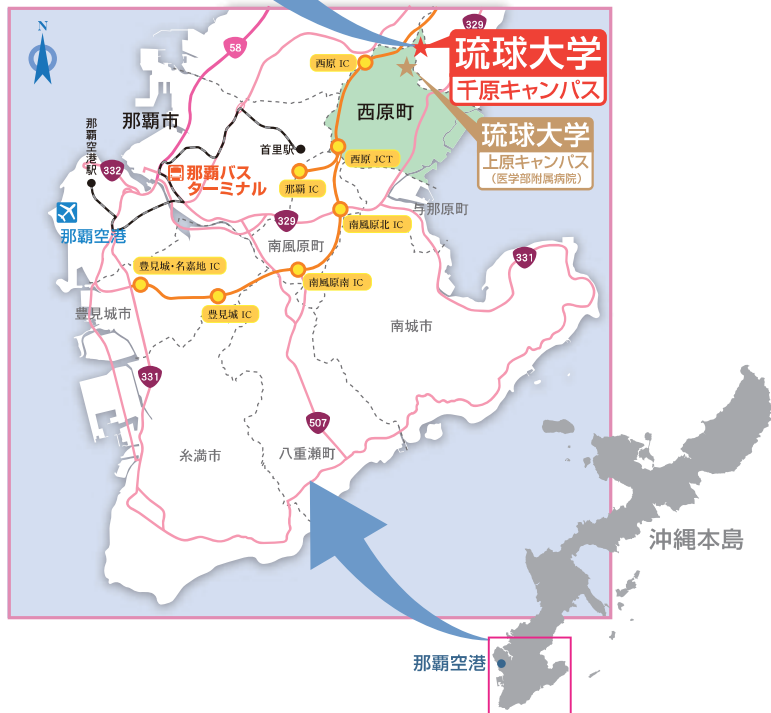 N
58
329
琉球大学
千原キャンパス
西原 IC
西原町
琉球大学
上原キャンパス
(医学部附属病院)
那覇市
那覇空港駅
332
首里駅
西原 JCT
那覇バス
ターミナル
那覇 IC
那覇空港
329
南風原北 IC
与那原町
南風原町
豊見城・名嘉地 IC
南風原南 IC
331
豊見城 IC
豊見城市
南城市
331
507
糸満市
八重瀬町
沖縄本島
那覇空港